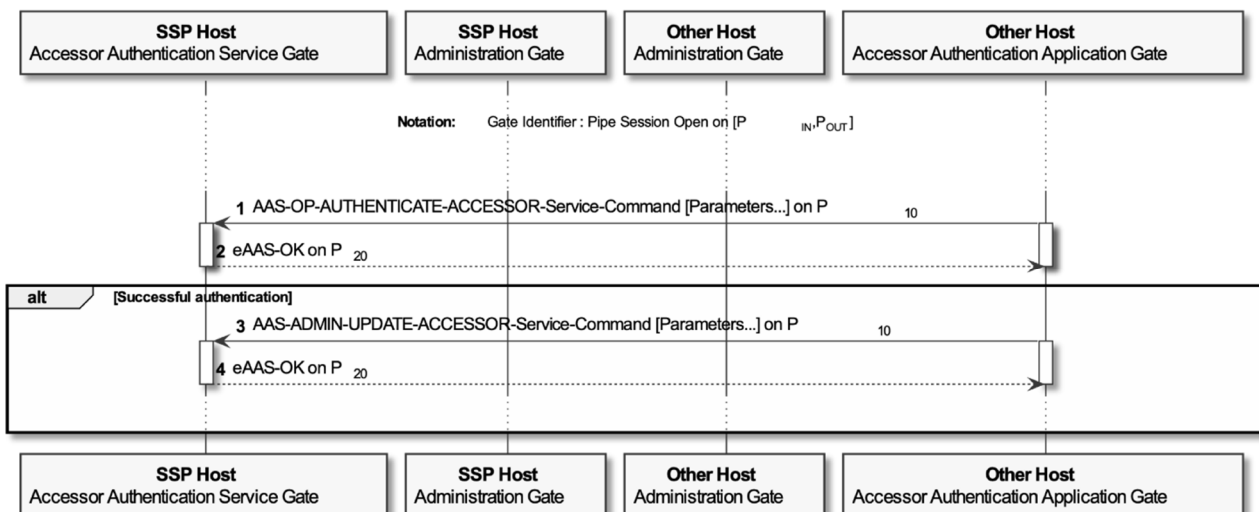 SSP Host SSP Host Other Host Other Host
Accessor Authentication Service Gate Administration Gate Administration Gate Accessor Authentication Application Gate
Notation: Gate Identifier : Pipe Session Open on [P IN,POUT]
1 AAS-OP-AUTHENTICATE-ACCESSOR-Service-Command [Parameters...] on P 10
2 eAAS-OK on P 20
alt [Successful authentication]
3 AAS-ADMIN-UPDATE-ACCESSOR-Service-Command [Parameters...] on P 10
4 eAAS-OK on P 20
SSP Host SSP Host Other Host Other Host
Accessor Authentication Service Gate Administration Gate Administration Gate Accessor Authentication Application Gate